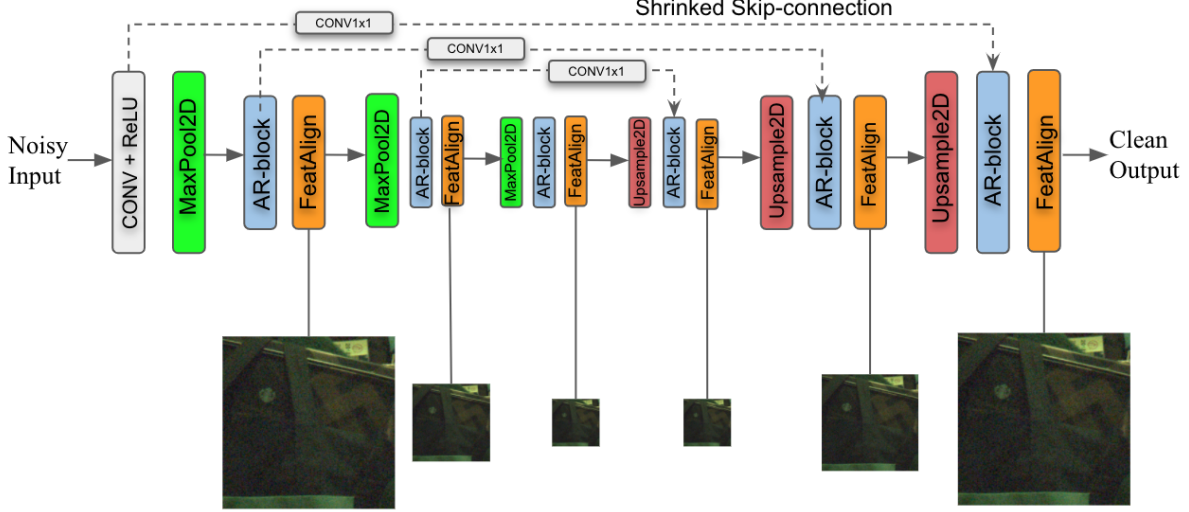 Shrinked Skip-connection
CONV1x1
CONV1x1
CONV1x1
Noisy
Input
CONV + ReLU
MaxPool2D
AR-block
FeatAlign
MaxPool2D
AR-block
FeatAlign
MaxPool2D
AR-block
FeatAlign
Upsample2D
AR-block
FeatAlign
Upsample2D
AR-block
FeatAlign
Upsample2D
AR-block
FeatAlign
Clean
Output